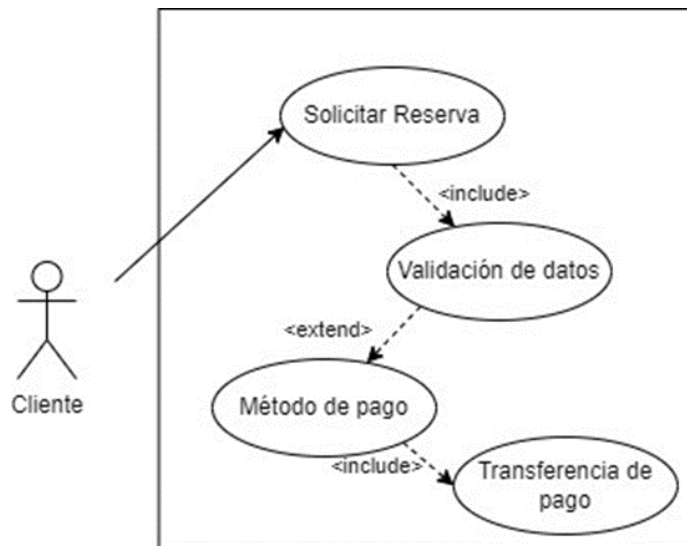 Solicitar Reserva
<include>
Validación de datos
<extend>
Cliente
Método de pago
<include>
Transferencia de
pago